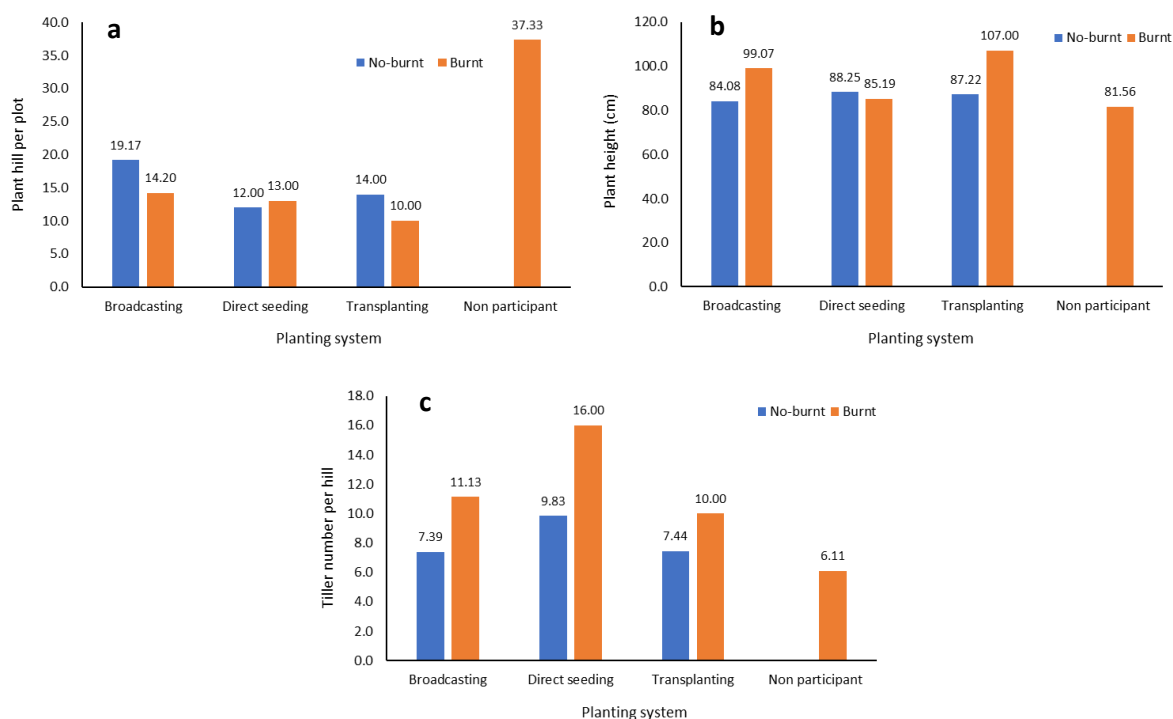 a
No-burnt Burnt
Plant hill per plot
40.0
35.0
30.0
25.0
20.0
15.0
10.0
5.0
0.0
19.17 14.20 12.00 13.00 14.00 10.00 37.33
Broadcasting Direct seeding Transplanting Non participant
Planting system
b
No-burnt Burnt
Plant height (cm)
120.0
100.0
80.0
60.0
40.0
20.0
0.0
84.08 99.07 88.25 85.19 87.22 107.00 81.56
Broadcasting Direct seeding Transplanting Non participant
Planting system
c
No-burnt Burnt
Tiller number per hill
18.0
16.0
14.0
12.0
10.0
8.0
6.0
4.0
2.0
0.0
7.39 11.13 9.83 16.00 7.44 10.00 6.11
Broadcasting Direct seeding Transplanting Non participant
Planting system